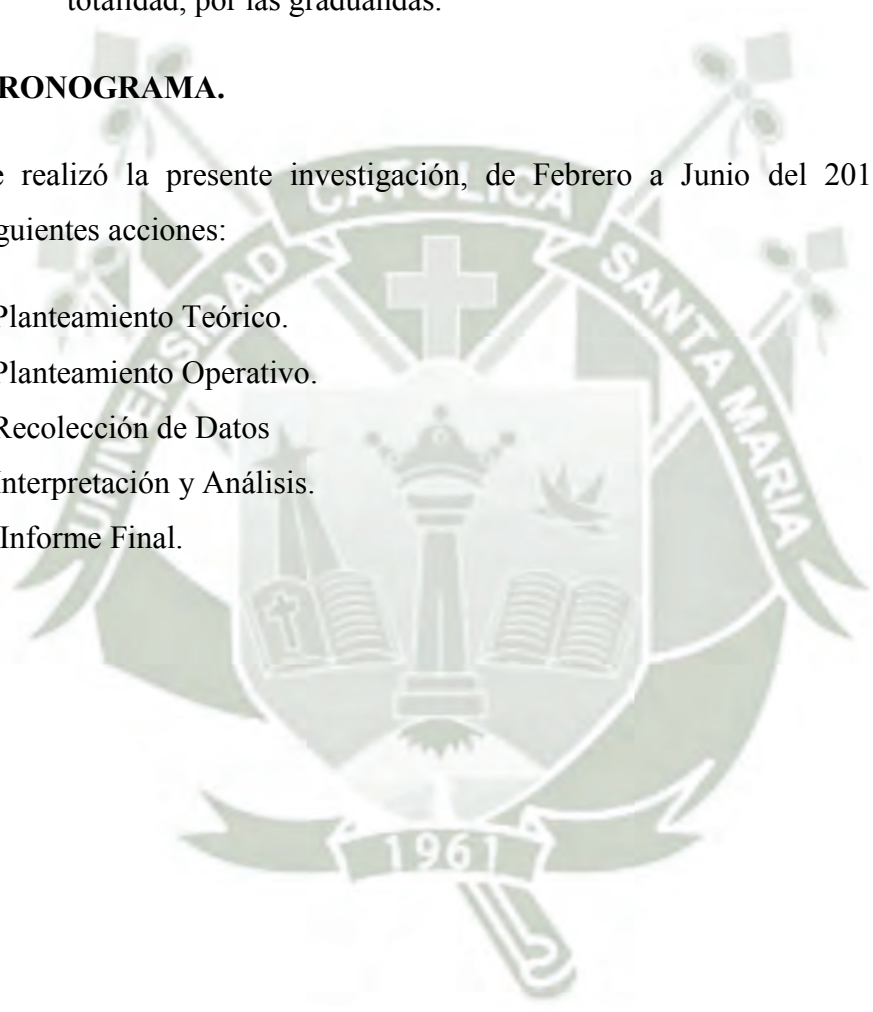 totalidad, por las graduandas.
RONOGRAMA.
e realizó la presente investigación, de Febrero a Junio del 201
guientes acciones:
Planteamiento Teórico.
Planteamiento Operativo.
Recolección de Datos
Interpretación y Análisis.
Informe Final.
UNIVERSIDAD CATOLICA SANTA MARIA
1961